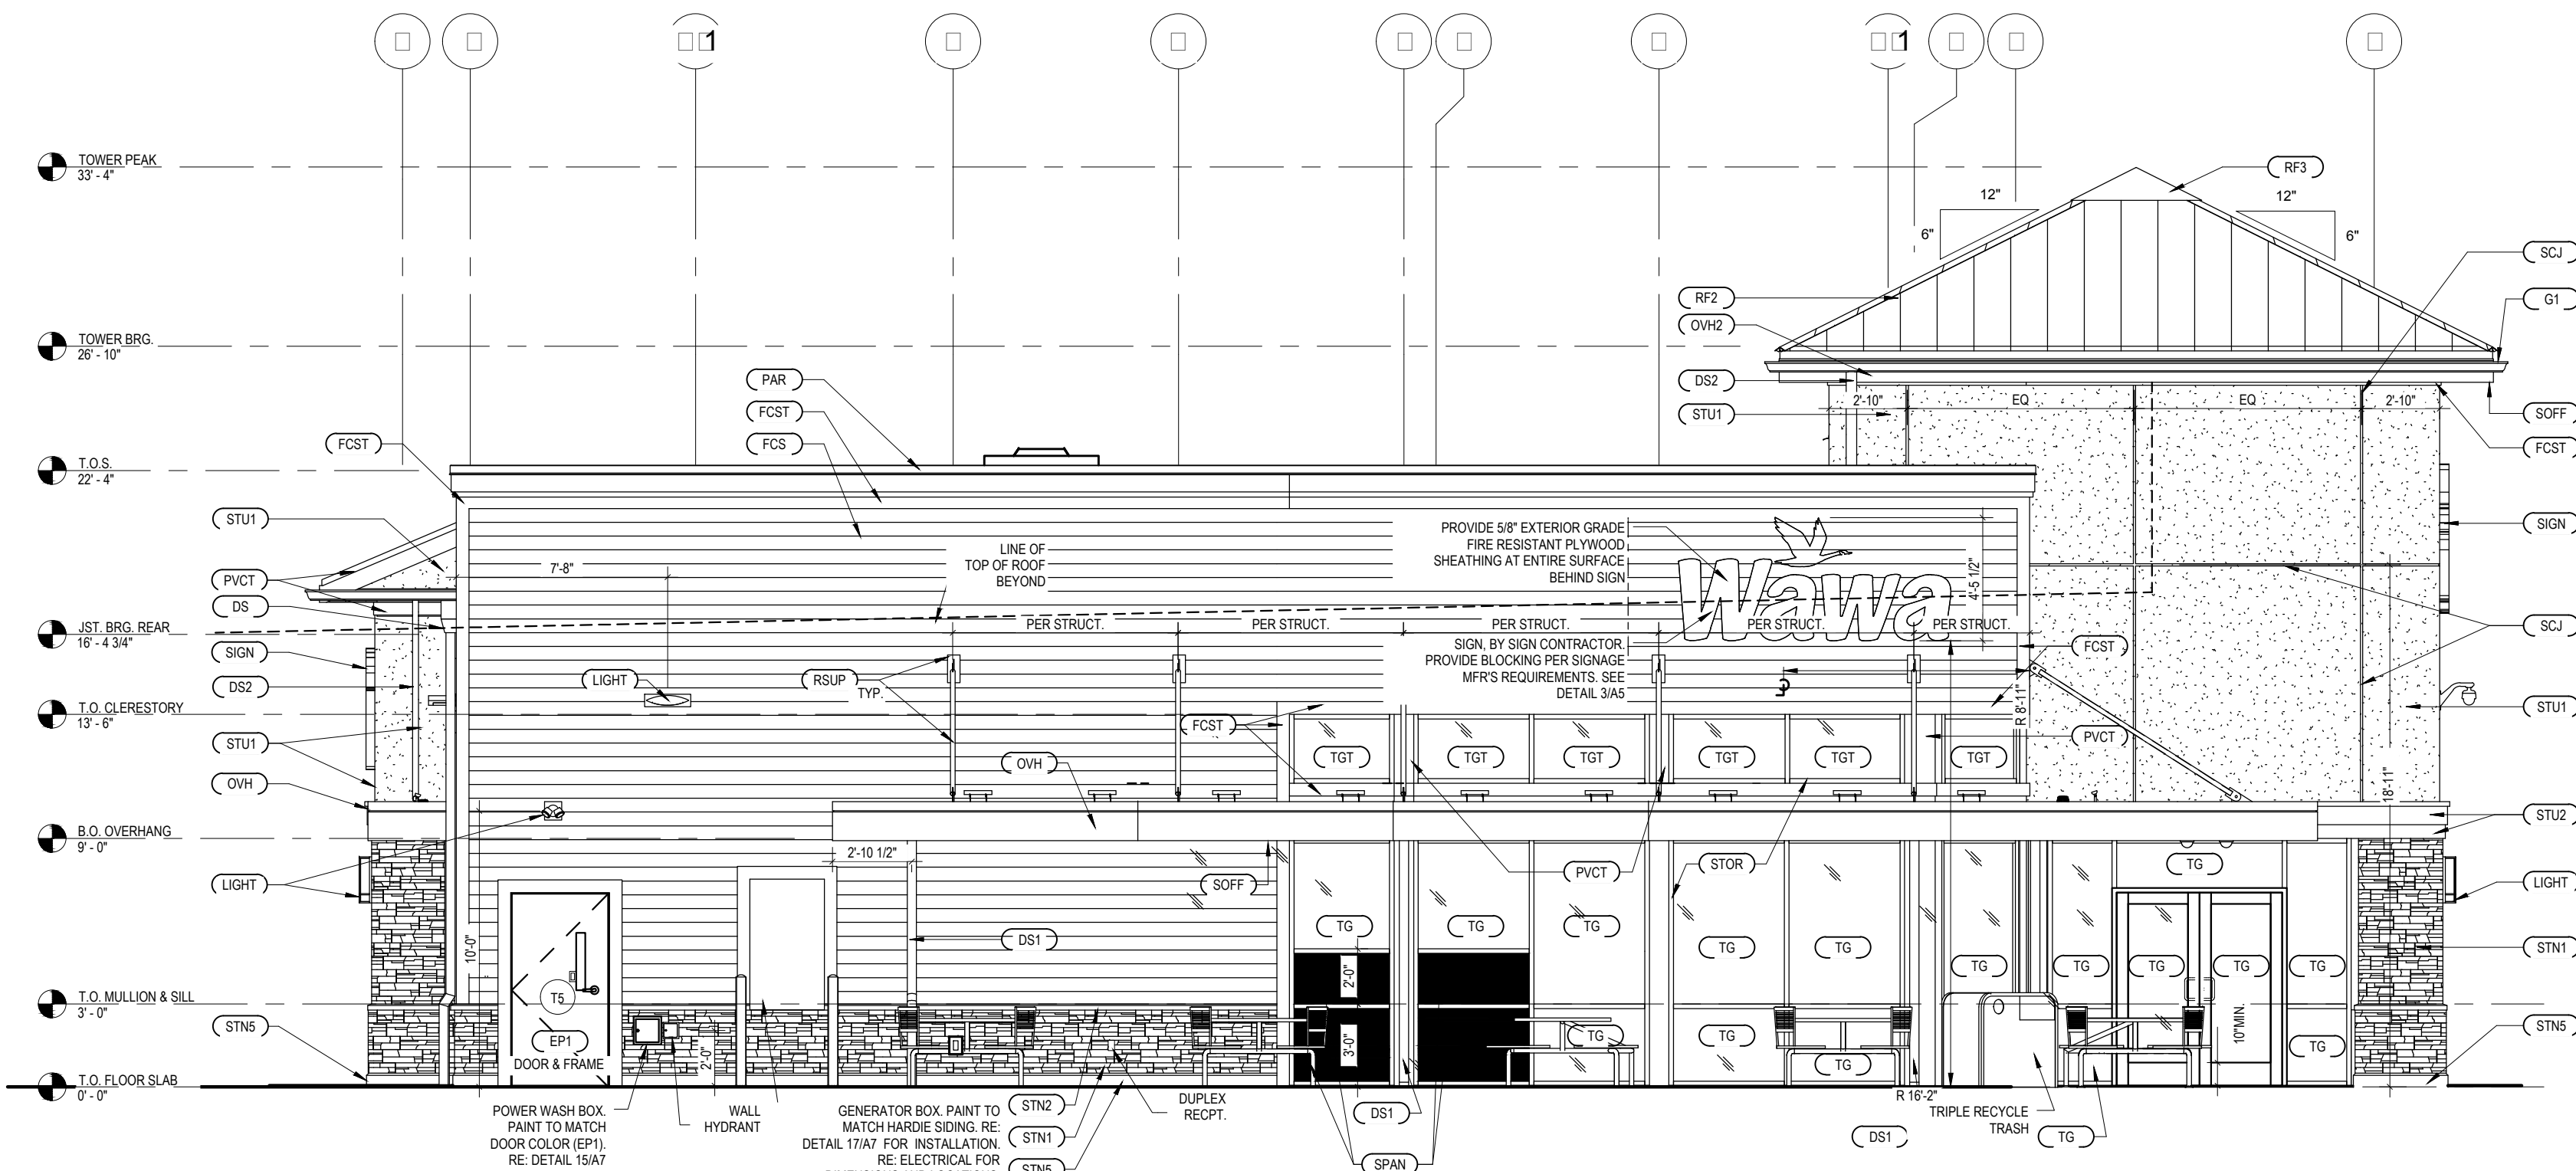 1
1
TOWER PEAK
33' - 4"
RF3
12"
12"
6"
6"
SCJ
RF2
G1
OVH2
TOWER BRG.
26' - 10"
PAR
DS2
2'-10"
EQ
EQ
2'-10"
FCST
STU1
SOFF
FCST
FCS
FCST
T.O.S.
22' - 4"
STU1
PROVIDE 5/8" EXTERIOR GRADE
FIRE RESISTANT PLYWOOD
SHEATHING AT ENTIRE SURFACE
BEHIND SIGN
SIGN
LINE OF
TOP OF ROOF
BEYOND
7'-8"
Wawa
4'-5 1/2"
PVCT
DS
JST. BRG. REAR
16' - 4 3/4"
PER STRUCT.
PER STRUCT.
PER STRUCT.
PER STRUCT.
PER STRUCT.
SCJ
SIGN
SIGN, BY SIGN CONTRACTOR.
PROVIDE BLOCKING PER SIGNAGE
MFR'S REQUIREMENTS. SEE
DETAIL 3/A5
FCST
DS2
LIGHT
RSUP
TYP.
T.O. CLERESTORY
13' - 6"
R 8'-11"
STU1
FCST
PVCT
STU1
TGT
TGT
TGT
TGT
TGT
TGT
OVH
OVH
18'-11"
STU2
B.O. OVERHANG
9' - 0"
2'-10 1/2"
LIGHT
SOFF
PVCT
STOR
TG
LIGHT
TG
TG
TG
DS1
10'-0"
TG
TG
STN1
TG
TG
TG
TG
TG
2'-0"
T.O. MULLION & SILL
3' - 0"
T5
STN5
EP1
DOOR & FRAME
2'-0"
3'-0"
TG
TG
TG
TG
10"MIN.
TG
STN5
T.O. FLOOR SLAB
0' - 0"
POWER WASH BOX.
PAINT TO MATCH
DOOR COLOR (EP1).
RE: DETAIL 15/A7
WALL
HYDRANT
GENERATOR BOX. PAINT TO
MATCH HARDIE SIDING. RE:
DETAIL 17/A7 FOR INSTALLATION.
RE: ELECTRICAL FOR
STN2
STN1
STN5
DUPLEX
RECPT.
DS1
SPAN
R 16'-2"
TRIPLE RECYCLE
TRASH
DS1
TG